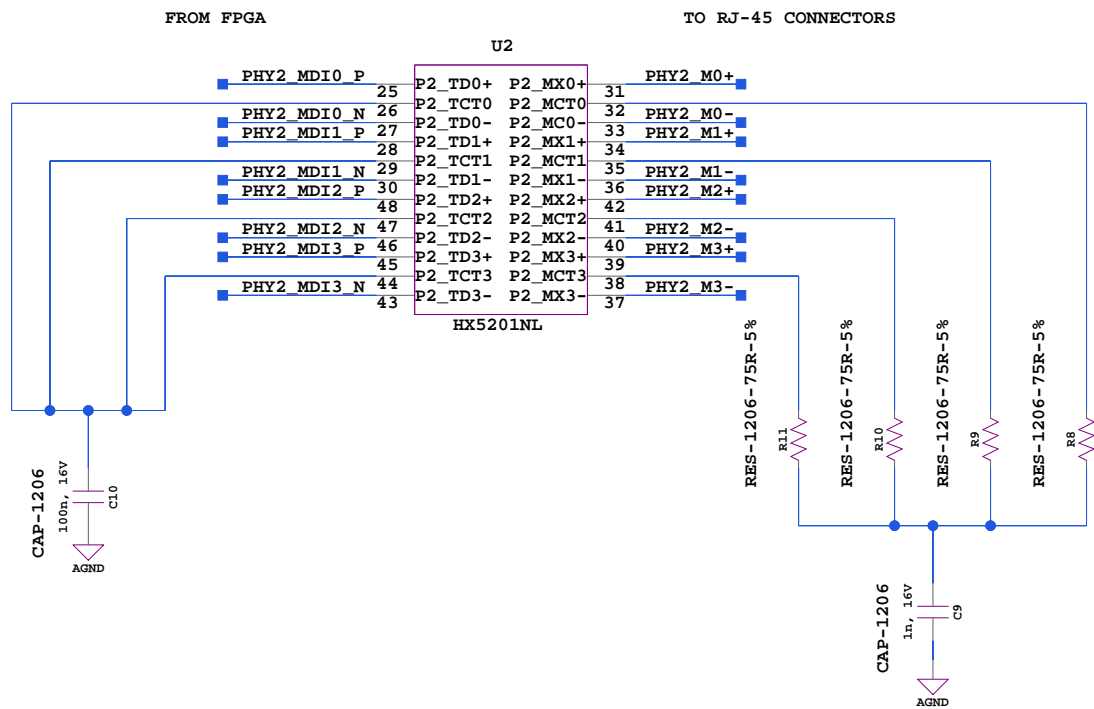 FROM FPGA
TO RJ-45 CONNECTORS
U2
PHY2_MDI0_P 25 P2_TD0+ P2_MX0+ 31 PHY2_M0+
26 P2_TCT0 P2_MCT0 32
PHY2_MDI0_N 27 P2_TD0- P2_MC0- 33 PHY2_M0-
PHY2_MDI1_P 28 P2_TD1+ P2_MX1+ 34 PHY2_M1+
29 P2_TCT1 P2_MCT1 35
PHY2_MDI1_N 30 P2_TD1- P2_MX1- 36 PHY2_M1-
PHY2_MDI2_P 48 P2_TD2+ P2_MX2+ 42 PHY2_M2+
47 P2_TCT2 P2_MCT2 41
PHY2_MDI2_N 46 P2_TD2- P2_MX2- 40 PHY2_M2-
PHY2_MDI3_P 45 P2_TD3+ P2_MX3+ 39 PHY2_M3+
44 P2_TCT3 P2_MCT3 38
PHY2_MDI3_N 43 P2_TD3- P2_MX3- 37 PHY2_M3-
HX5201NL
RES-1206-75R-5%
R11
RES-1206-75R-5%
R10
RES-1206-75R-5%
R9
RES-1206-75R-5%
R8
CAP-1206
100n, 16V
C10
AGND
CAP-1206
1n, 16V
C9
AGND